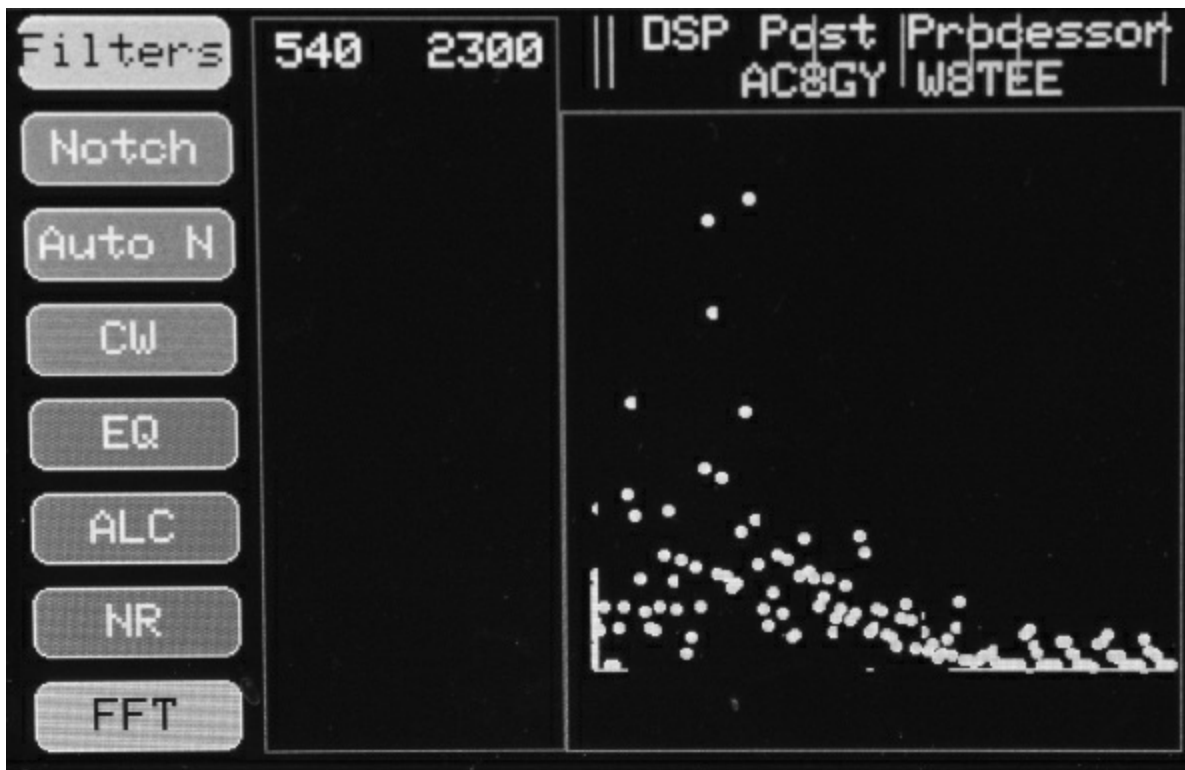 Filters
540 2300
DSP Post Processor
AC8GY W8TEE
Notch
Auto N
CW
EQ
ALC
NR
FFT